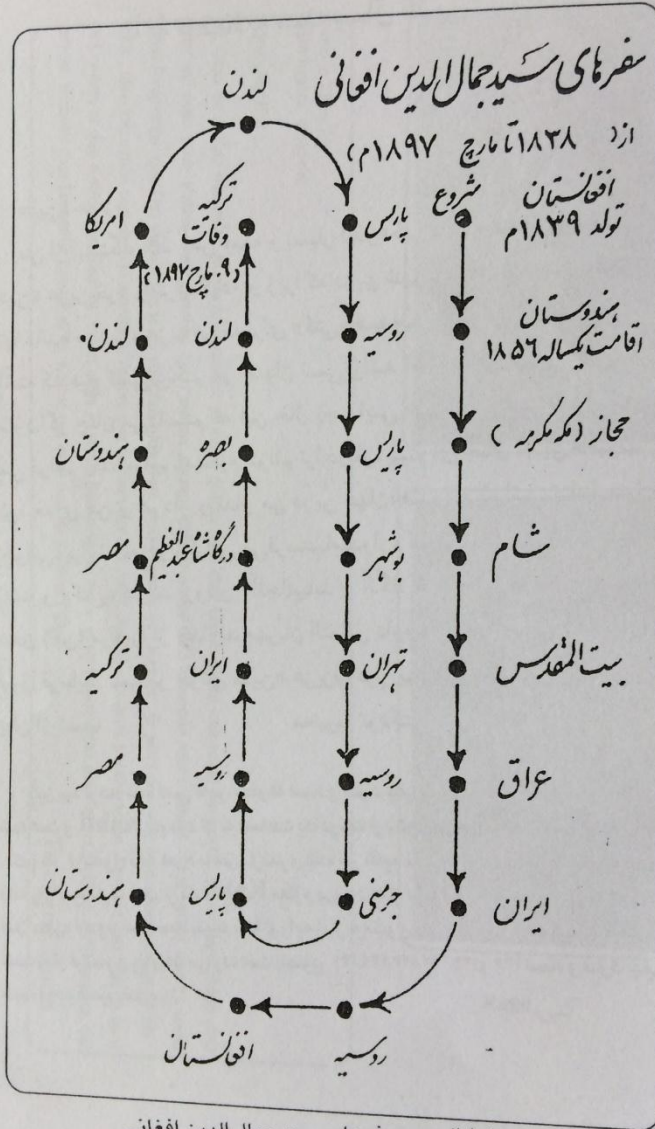 سفرهای سید جمال الدین افغانی
از (۱۸۳۸ تا مارچ ۱۸۹۷م)
شروع
افغانستان
تولد ۱۸۳۹م
هندوستان
اقامت یکساله ۱۸۵۶
حجاز (مکه مکرمه)
شام
بیت المقدس
عراق
ایران
روسیه
افغانستان
هندوستان
مصر
ترکیه
مصر
هندوستان
لندن
امریکا
لندن
پاریس
روسیه
پاریس
بوشهر
تهران
روسیه
جرمنی
پاریس
روسیه
ایران
درگاه شاه عبدالعظیم
بصره
لندن
ترکیه
وفات
(۹ مارچ ۱۸۹۷)